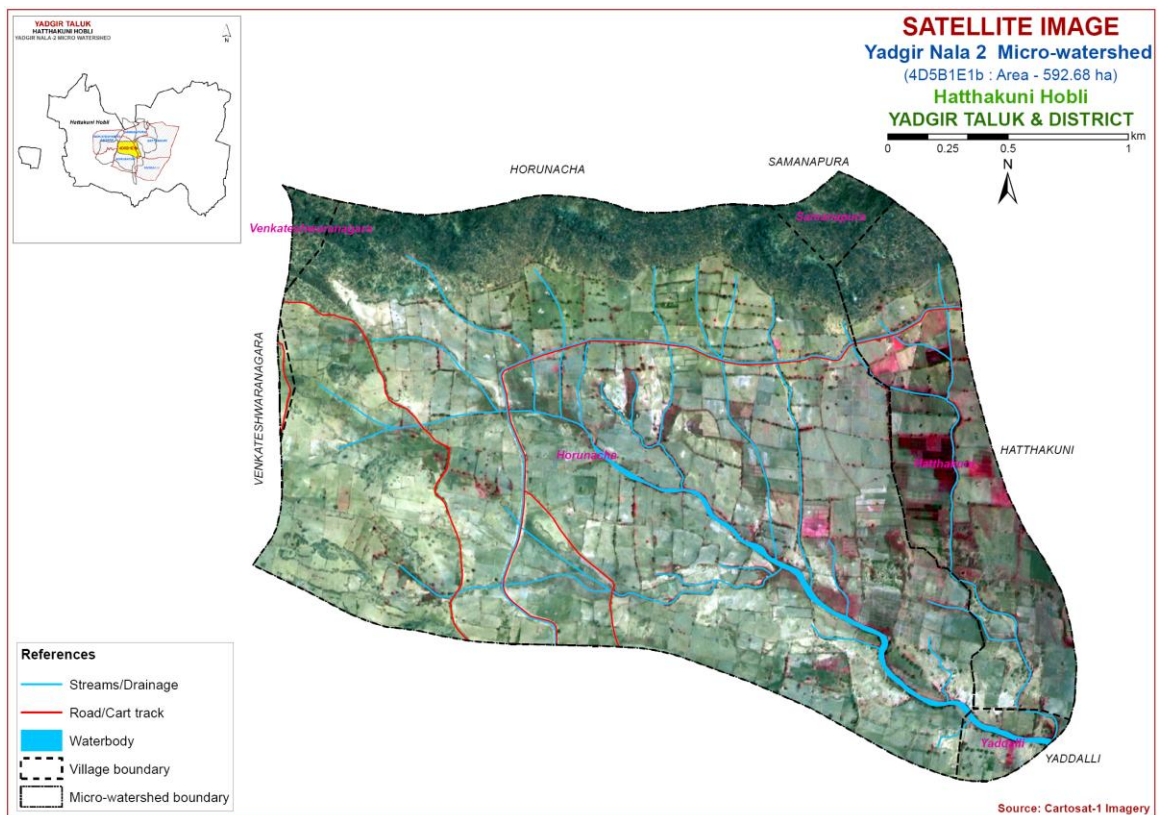 YADGIR TALUK
HATTHAKUNI HOBLI
YADGIR NALA-2 MICRO WATERSHED
N
Hattakuni Hobli
SATELLITE IMAGE
Yadgir Nala 2 Micro-watershed
(4D5B1E1b : Area - 592.68 ha)
Hatthakuni Hobli
YADGIR TALUK & DISTRICT
km
0 0.25 0.5 1
N
HORUNACHA
SAMANAPURA
Venkateshwaranagara
Samanapura
VENKATESHWARANAGARA
Horunacha
Hatthakuni
HATTHAKUNI
Yaddalli
YADDALLI
References
Streams/Drainage
Road/Cart track
Waterbody
Village boundary
Micro-watershed boundary
Source: Cartosat-1 Imagery